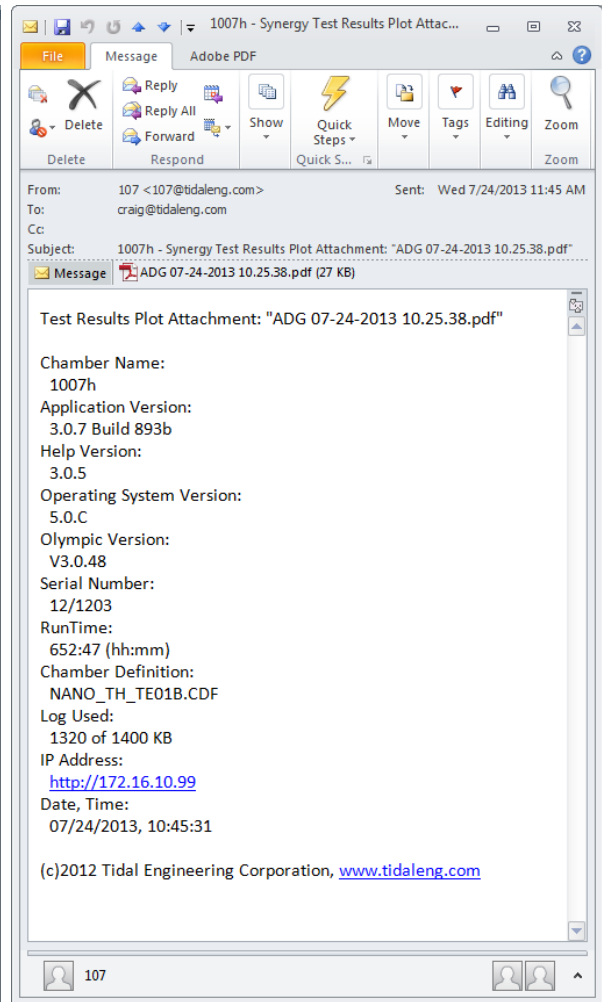 1007h - Synergy Test Results Plot Attac...
File Message Adobe PDF
Delete
Reply
Reply All
Forward
Show
Quick
Steps
Move
Tags
Editing
Zoom
Delete Respond Quick S... Zoom
From: 107 <107@tidaleng.com> Sent: Wed 7/24/2013 11:45 AM
To: craig@tidaleng.com
Cc:
Subject: 1007h - Synergy Test Results Plot Attachment: "ADG 07-24-2013 10.25.38.pdf"
Message ADG 07-24-2013 10.25.38.pdf (27 KB)
Test Results Plot Attachment: "ADG 07-24-2013 10.25.38.pdf"
Chamber Name:
1007h
Application Version:
3.0.7 Build 893b
Help Version:
3.0.5
Operating System Version:
5.0.C
Olympic Version:
V3.0.48
Serial Number:
12/1203
RunTime:
652:47 (hh:mm)
Chamber Definition:
NANO_TH_TE01B.CDF
Log Used:
1320 of 1400 KB
IP Address:
http://172.16.10.99
Date, Time:
07/24/2013, 10:45:31
(c)2012 Tidal Engineering Corporation, www.tidaleng.com
107